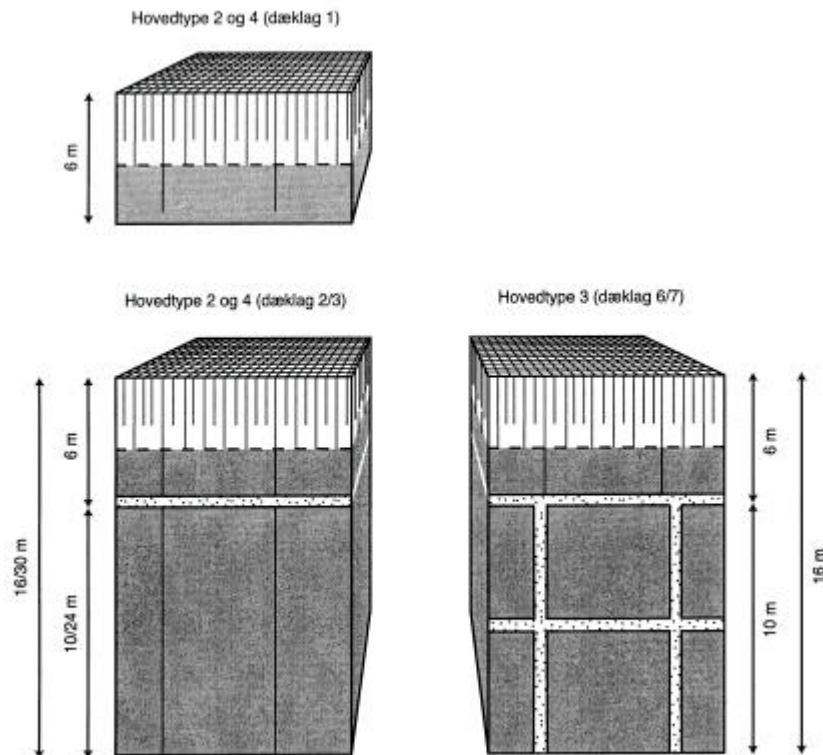 Hovedtype 2 og 4 (dæklag 1)
6 m
Hovedtype 2 og 4 (dæklag 2/3)
16/30 m
6 m
10/24 m
Hovedtype 3 (dæklag 6/7)
6 m
10 m
16 m